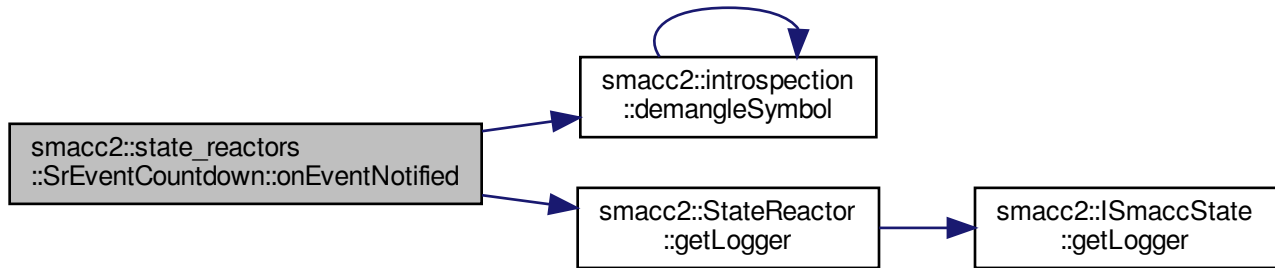 smacc2::state_reactors
::SrEventCountdown::onEventNotified
smacc2::introspection
::demangleSymbol
smacc2::StateReactor
::getLogger
smacc2::ISmaccState
::getLogger